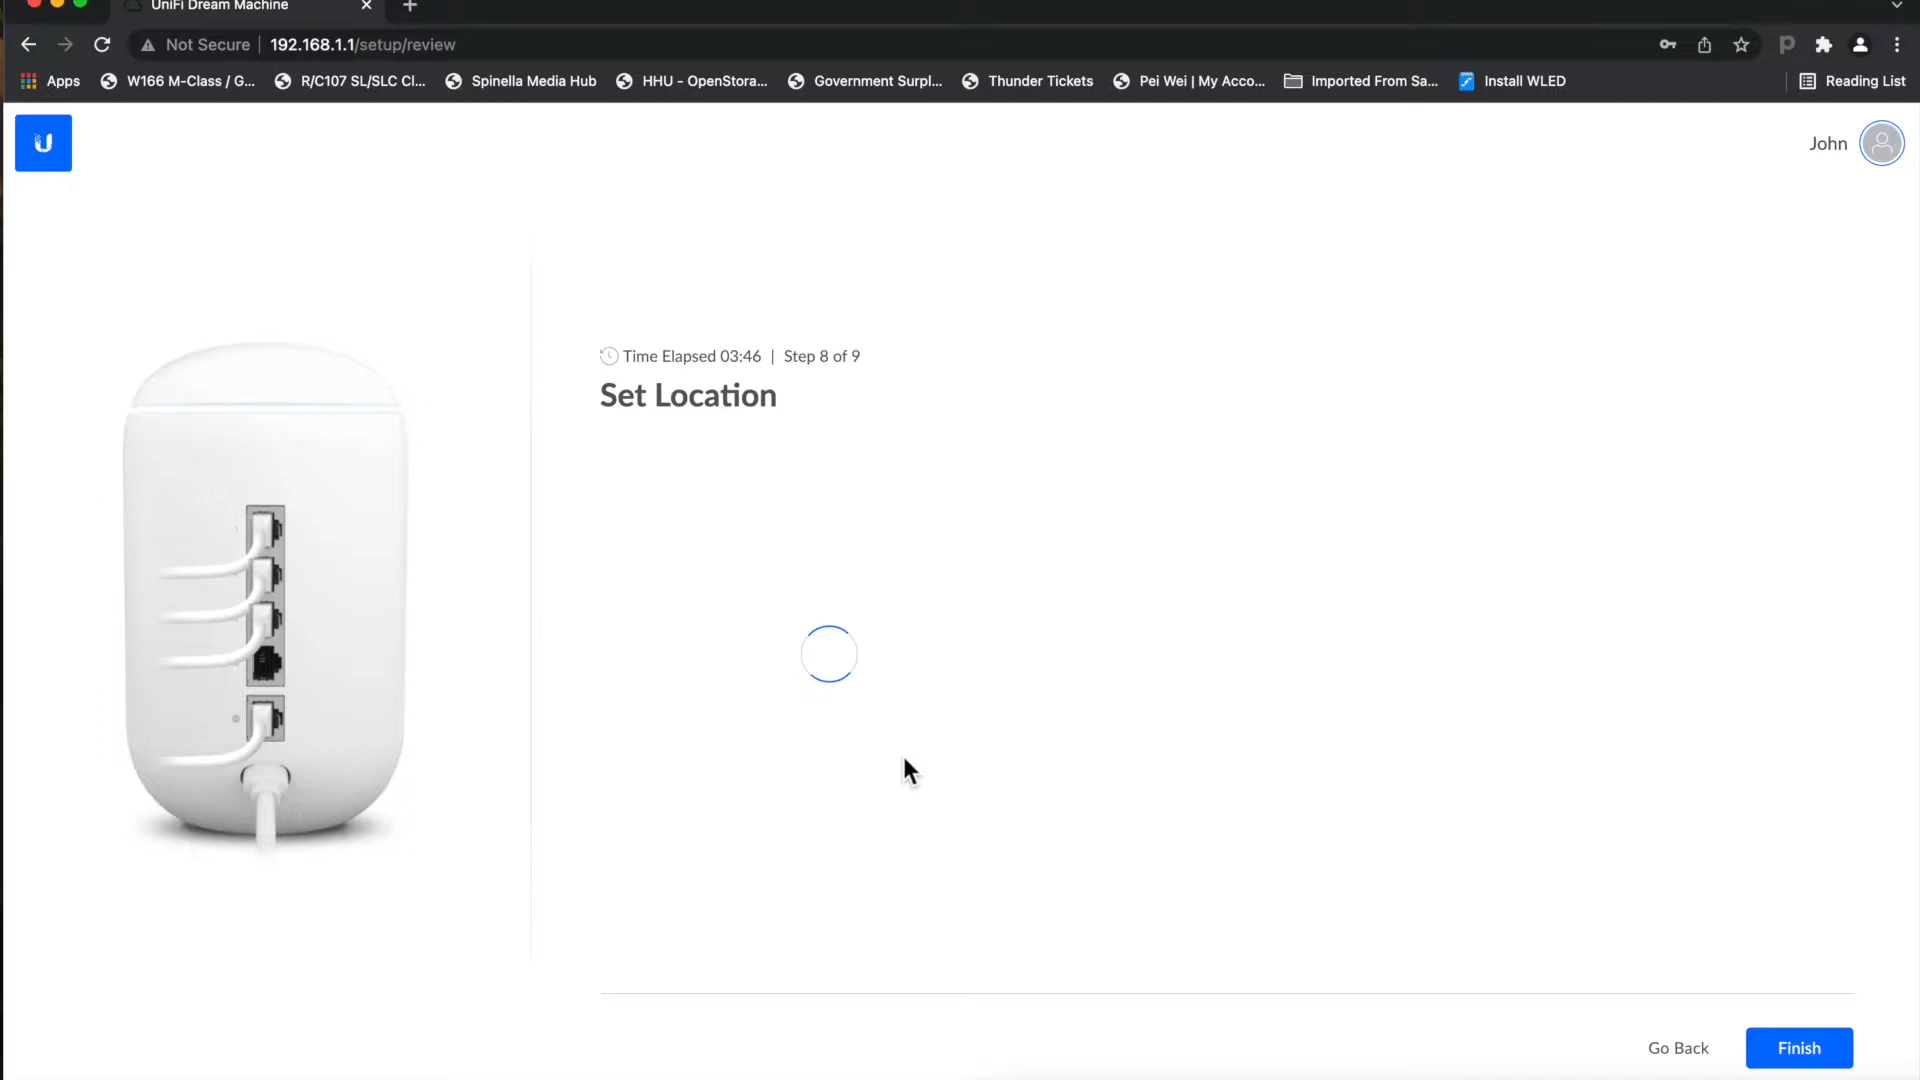 UniFi Dream Machine
Not Secure 192.168.1.1/setup/review
Apps W166 M-Class / G... R/C107 SL/SLC Cl... Spinella Media Hub HHU - OpenStora... Government Surpl... Thunder Tickets Pei Wei | My Acco... Imported From Sa... Install WLED Reading List
John
Time Elapsed 03:46 | Step 8 of 9
Set Location
Go Back Finish